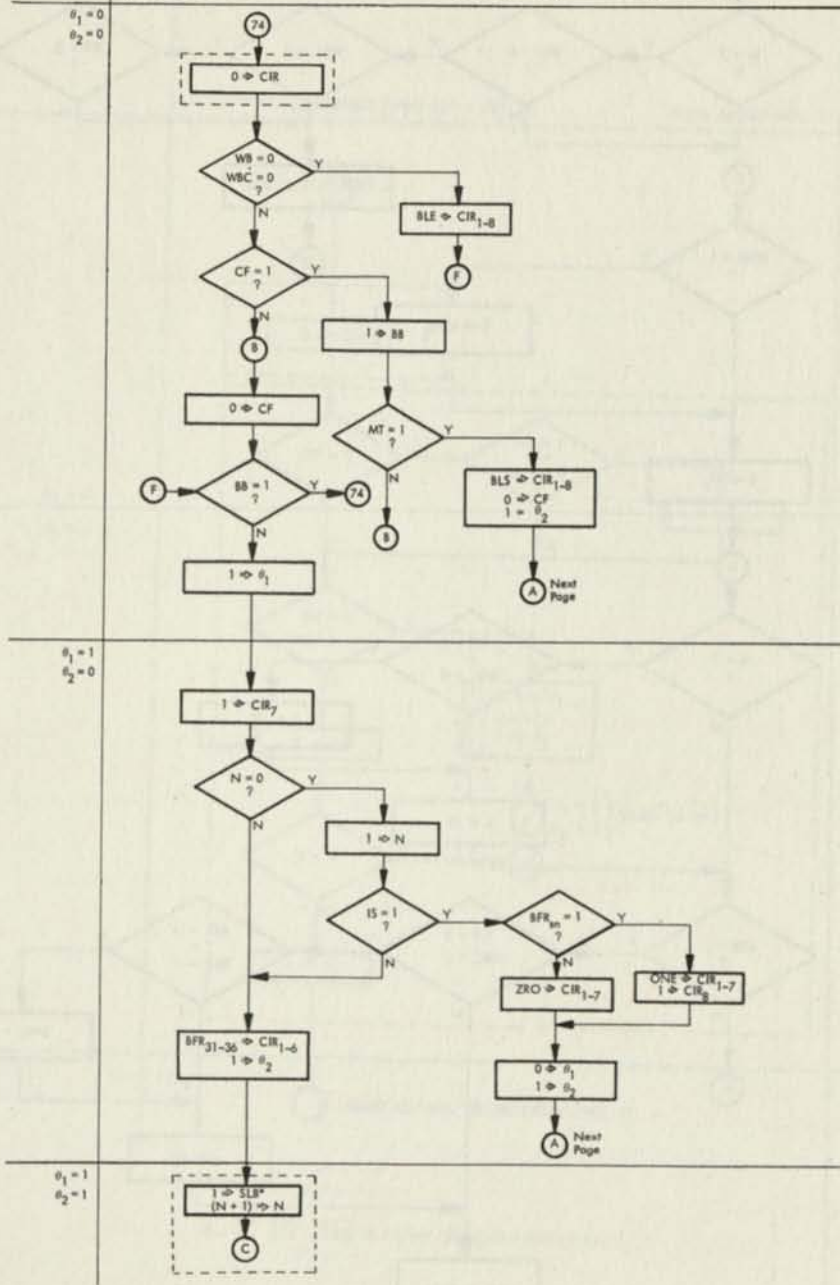 θ1 = 0
θ2 = 0
74
0 ➩ CIR
WB = 0
WBC = 0
?
Y
N
BLE ➩ CIR1-8
F
CF = 1
?
Y
N
B
1 ➩ BB
0 ➩ CF
MT = 1
?
Y
N
B
BLS ➩ CIR1-8
0 ➩ CF
1 = θ2
A Next
Page
F
BB = 1
?
Y
74
N
1 ➩ θ1
θ1 = 1
θ2 = 0
1 ➩ CIR7
N = 0
?
Y
N
1 ➩ N
IS = 1
?
Y
N
BFRsn = 1
?
Y
N
ZRO ➩ CIR1-7
ONE ➩ CIR1-7
1 ➩ CIR8
BFR31-36 ➩ CIR1-6
1 ➩ θ2
0 ➩ θ1
1 ➩ θ2
A Next
Page
θ1 = 1
θ2 = 1
1 ➩ SLB*
(N + 1) ➩ N
C